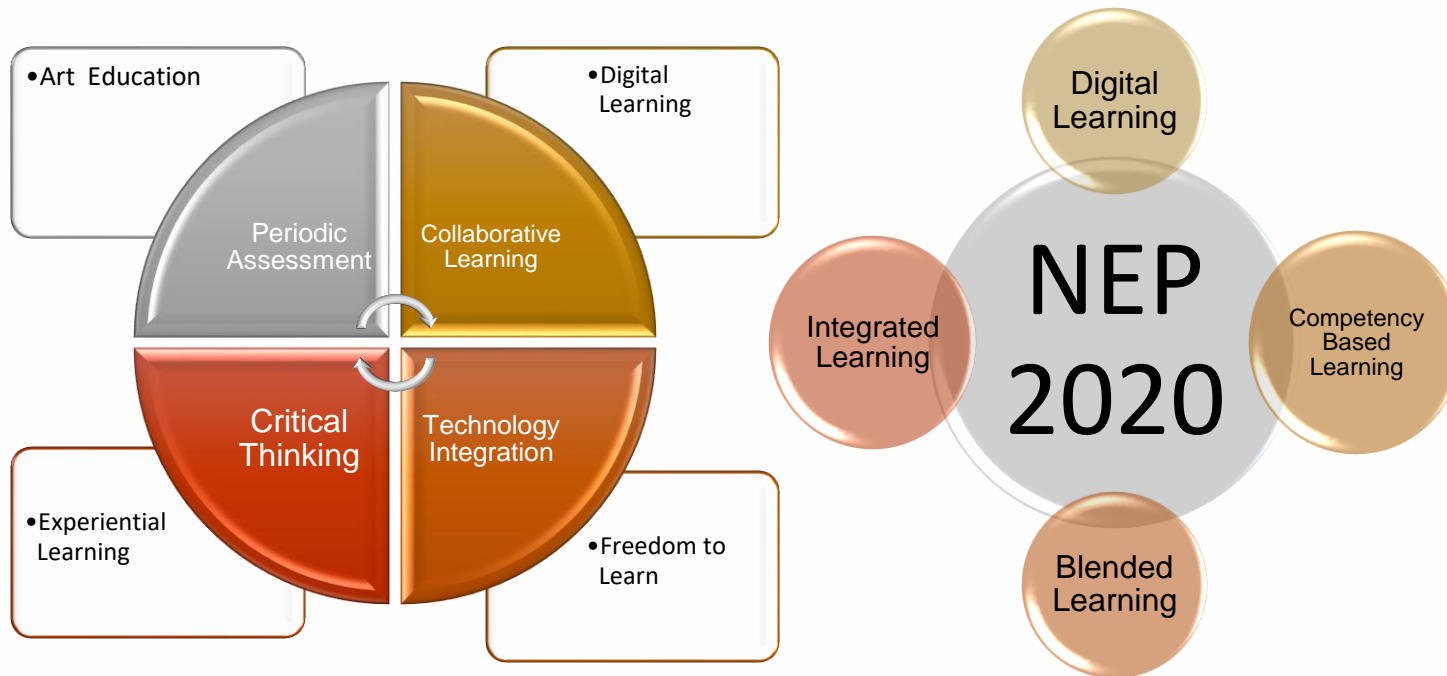 •Art Education
•Digital
Learning
Periodic
Assessment
Collaborative
Learning
Critical
Thinking
Technology
Integration
•Experiential
Learning
•Freedom to
Learn
Digital
Learning
NEP
2020
Integrated
Learning
Competency
Based
Learning
Blended
Learning